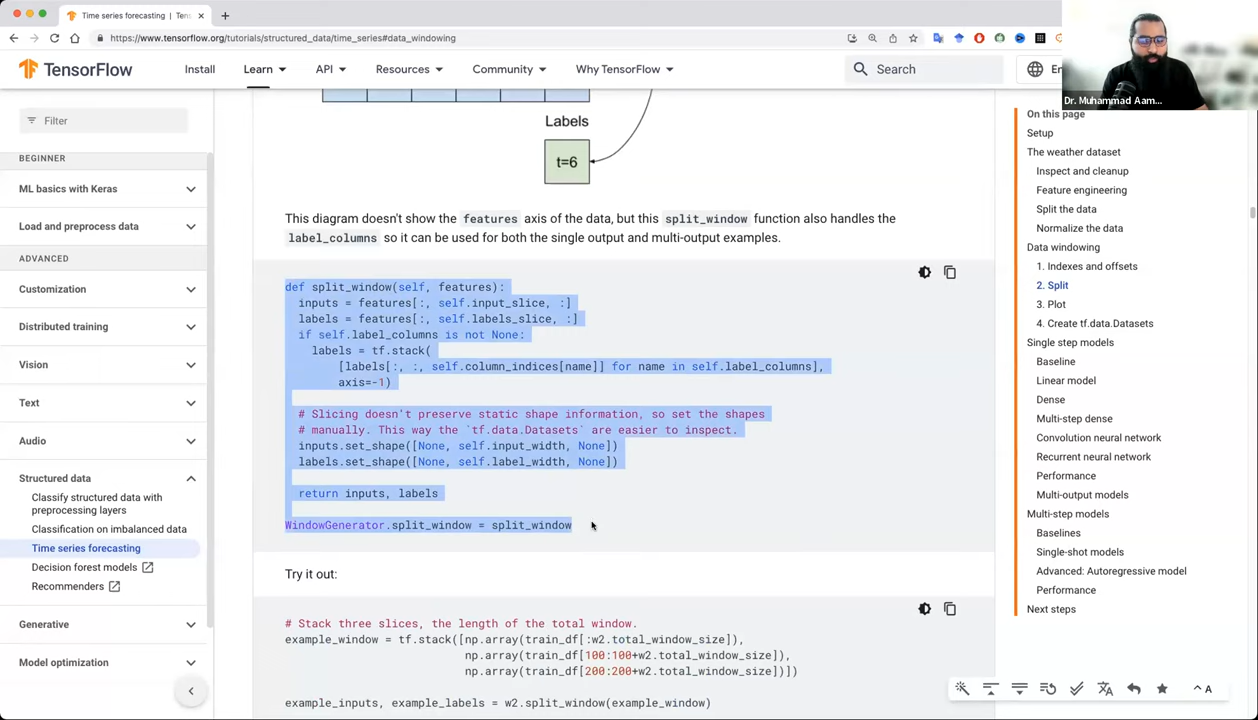 Time series forecasting | Tens
https://www.tensorflow.org/tutorials/structured_data/time_series#data_windowing
TensorFlow
Install
Learn
API
Resources
Community
Why TensorFlow
Search
Dr. Muhammad Aam...
Filter
BEGINNER
ML basics with Keras
Load and preprocess data
ADVANCED
Customization
Distributed training
Vision
Text
Audio
Structured data
Classify structured data with
preprocessing layers
Classification on imbalanced data
Time series forecasting
Decision forest models
Recommenders
Generative
Model optimization
Labels
t=6
This diagram doesn't show the features axis of the data, but this split_window function also handles the
label_columns so it can be used for both the single output and multi-output examples.
def split_window(self, features):
inputs = features[:, self.input_slice, :]
labels = features[:, self.labels_slice, :]
if self.label_columns is not None:
labels = tf.stack(
[labels[:, :, self.column_indices[name]] for name in self.label_columns],
axis=-1)
# Slicing doesn't preserve static shape information, so set the shapes
# manually. This way the `tf.data.Datasets` are easier to inspect.
inputs.set_shape([None, self.input_width, None])
labels.set_shape([None, self.label_width, None])
return inputs, labels
WindowGenerator.split_window = split_window
Try it out:
# Stack three slices, the length of the total window.
example_window = tf.stack([np.array(train_df[:w2.total_window_size]),
np.array(train_df[100:100+w2.total_window_size]),
np.array(train_df[200:200+w2.total_window_size])])
example_inputs, example_labels = w2.split_window(example_window)
On this page
Setup
The weather dataset
Inspect and cleanup
Feature engineering
Split the data
Normalize the data
Data windowing
1. Indexes and offsets
2. Split
3. Plot
4. Create tf.data.Datasets
Single step models
Baseline
Linear model
Dense
Multi-step dense
Convolution neural network
Recurrent neural network
Performance
Multi-output models
Multi-step models
Baselines
Single-shot models
Advanced: Autoregressive model
Performance
Next steps
A